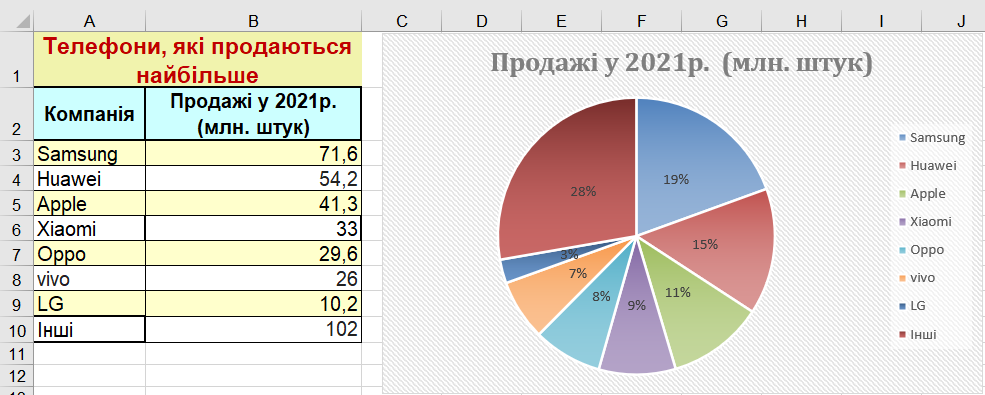 A B C D E F G H I J
1 Телефони, які продаються
найбільше
2 Компанія Продажі у 2021р.
(млн. штук)
3 Samsung 71,6
4 Huawei 54,2
5 Apple 41,3
6 Xiaomi 33
7 Oppo 29,6
8 vivo 26
9 LG 10,2
10 Інші 102
11
12
Продажі у 2021р. (млн. штук)
19%
15%
11%
9%
8%
7%
3%
28%
Samsung
Huawei
Apple
Xiaomi
Oppo
vivo
LG
Інші